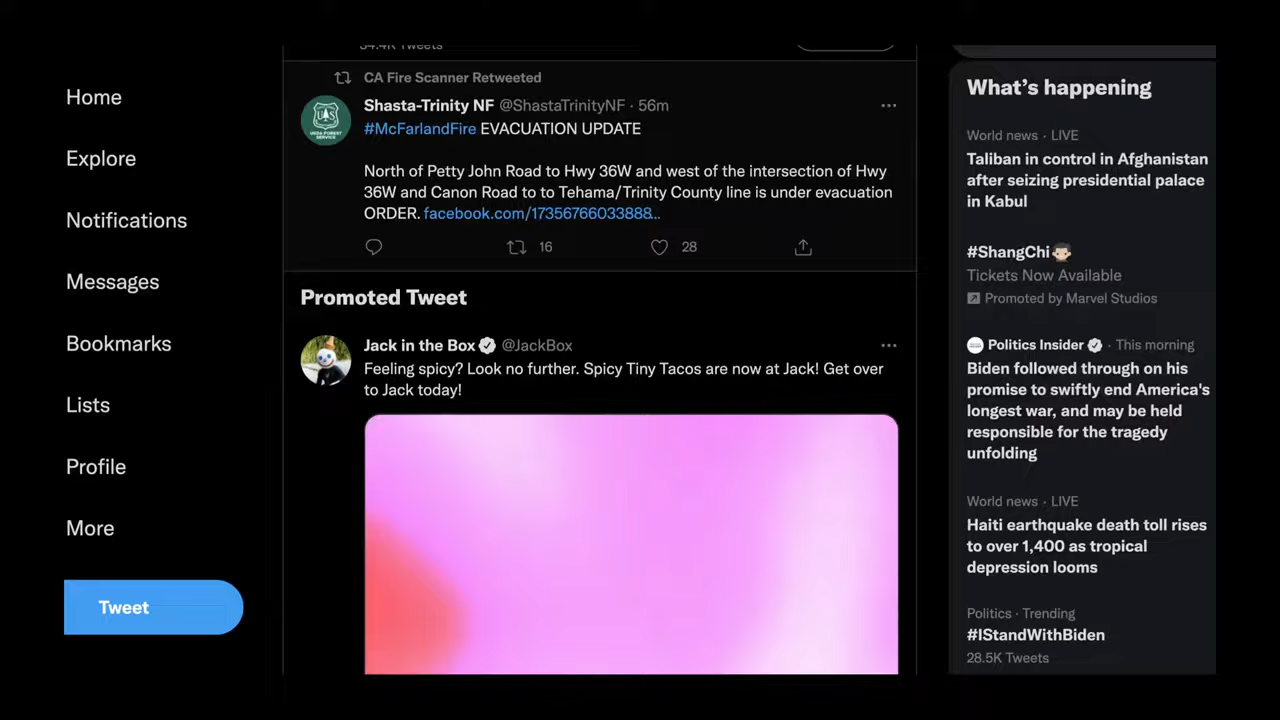 Home
Explore
Notifications
Messages
Bookmarks
Lists
Profile
More
Tweet
34.4K Tweets
CA Fire Scanner Retweeted
Shasta-Trinity NF @ShastaTrinityNF · 56m
#McFarlandFire EVACUATION UPDATE
North of Petty John Road to Hwy 36W and west of the intersection of Hwy
36W and Canon Road to to Tehama/Trinity County line is under evacuation
ORDER. facebook.com/17356766033888...
16
28
Promoted Tweet
Jack in the Box @JackBox
Feeling spicy? Look no further. Spicy Tiny Tacos are now at Jack! Get over
to Jack today!
What's happening
World news · LIVE
Taliban in control in Afghanistan
after seizing presidential palace
in Kabul
#ShangChi
Tickets Now Available
Promoted by Marvel Studios
Politics Insider · This morning
Biden followed through on his
promise to swiftly end America's
longest war, and may be held
responsible for the tragedy
unfolding
World news · LIVE
Haiti earthquake death toll rises
to over 1,400 as tropical
depression looms
Politics · Trending
#IStandWithBiden
28.5K Tweets